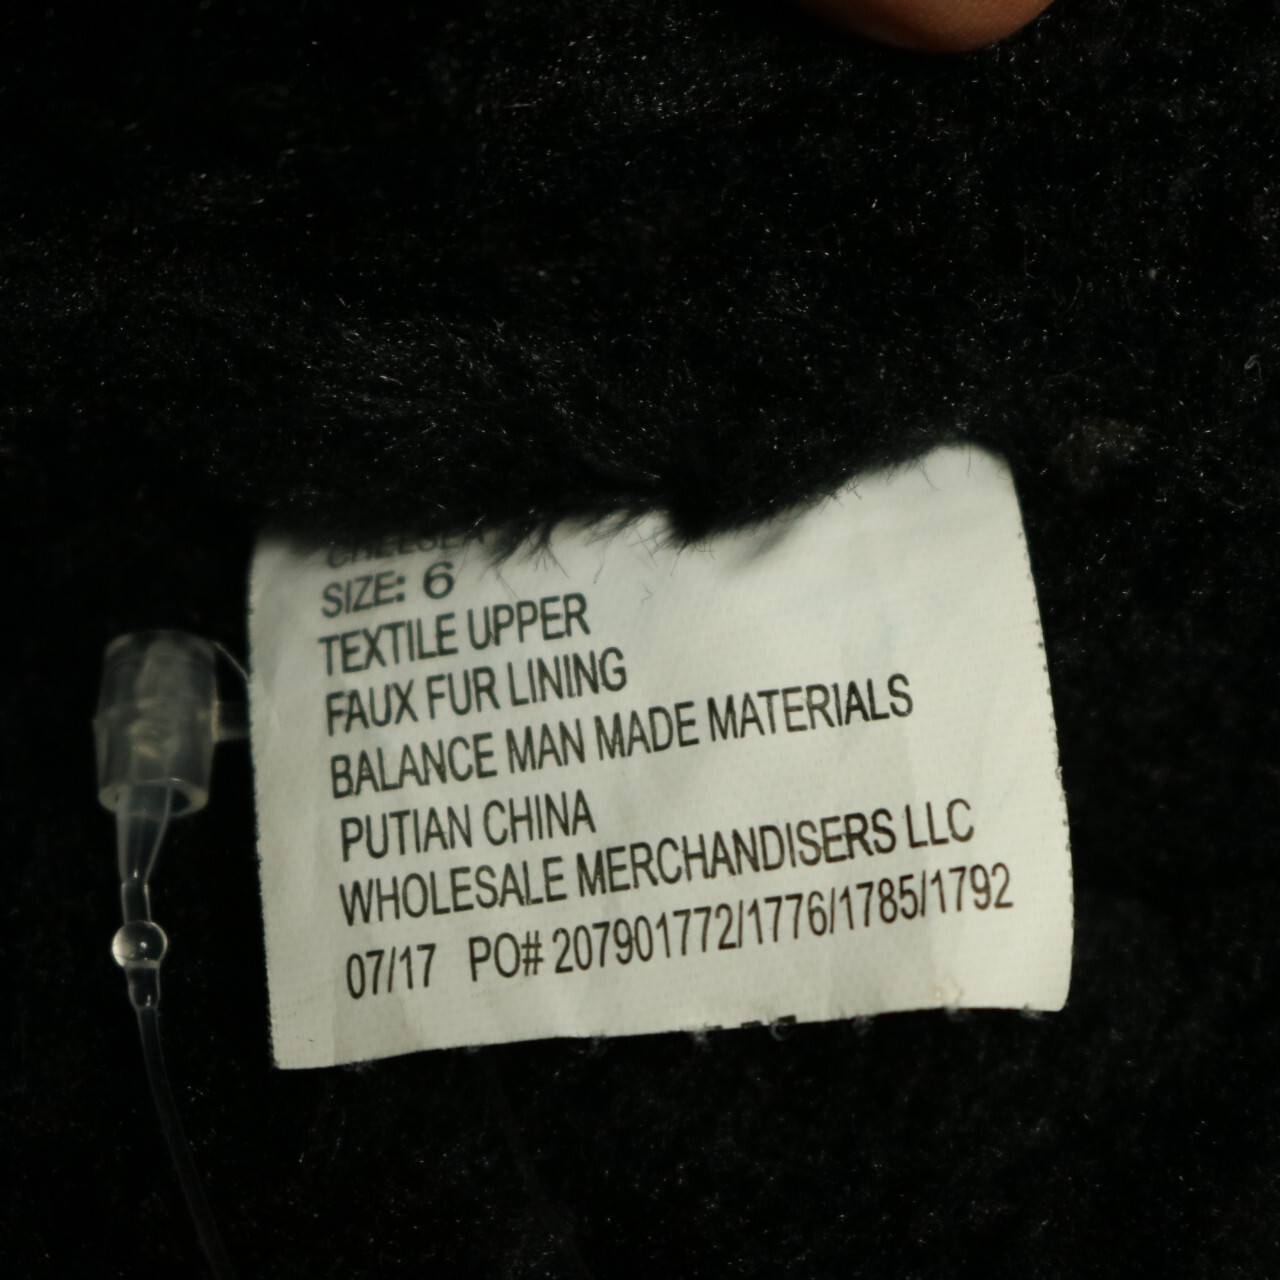 CHELSEA
SIZE: 6
TEXTILE UPPER
FAUX FUR LINING
BALANCE MAN MADE MATERIALS
PUTIAN CHINA
WHOLESALE MERCHANDISERS LLC
07/17 PO# 207901772/1776/1785/1792